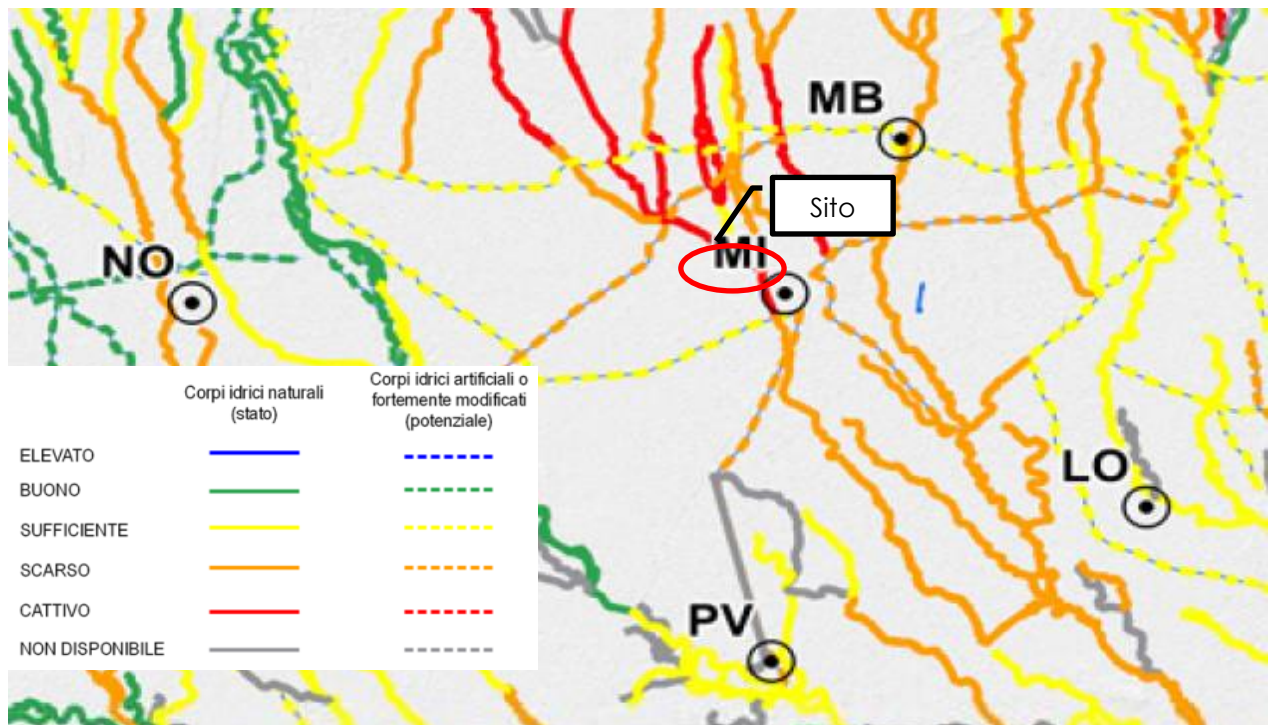 MB
Sito
MI
NO
Corpi idrici naturali
(stato)
Corpi idrici artificiali o
fortemente modificati
(potenziale)
ELEVATO
BUONO
SUFFICIENTE
SCARSO
CATTIVO
NON DISPONIBILE
LO
PV